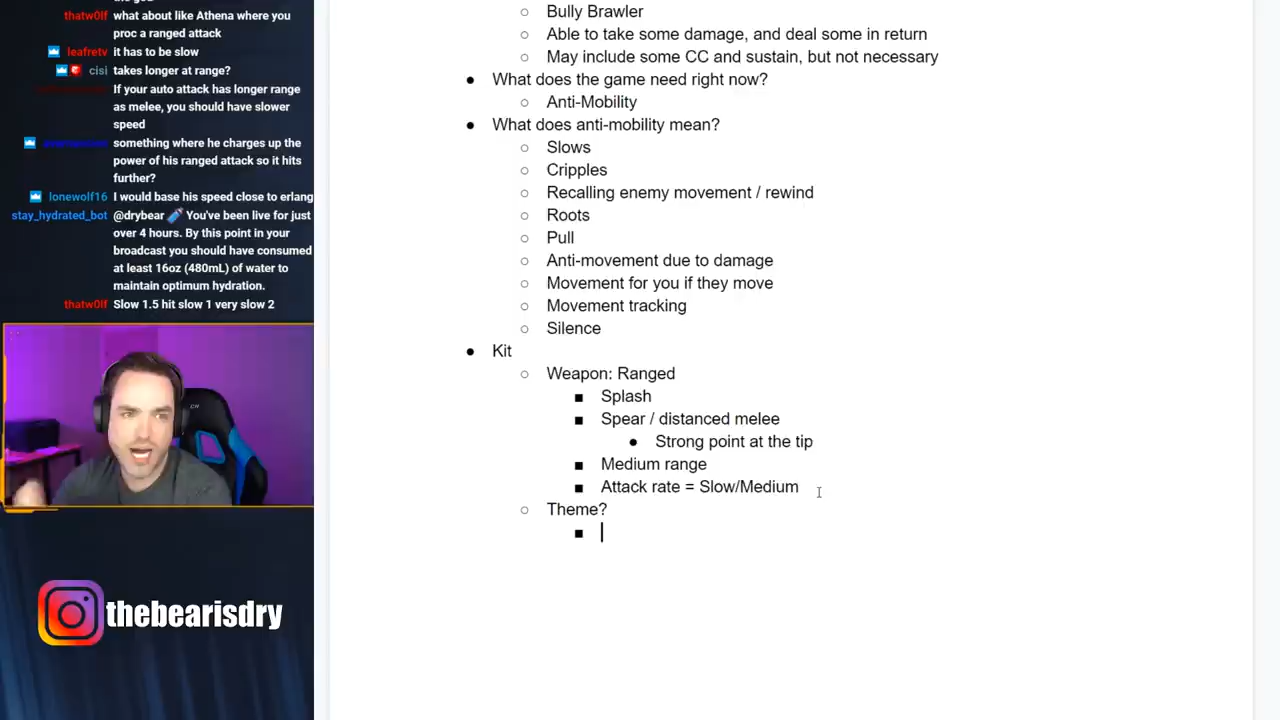 thatw0lf what about like Athena where you
proc a ranged attack
leafretv it has to be slow
cisi takes longer at range?
If your auto attack has longer range
as melee, you should have slower
speed
something where he charges up the
power of his ranged attack so it hits
further?
lonewolf16 I would base his speed close to erlang
stay_hydrated_bot @drybear You've been live for just
over 4 hours. By this point in your
broadcast you should have consumed
at least 16oz (480mL) of water to
maintain optimum hydration.
thatw0lf Slow 1.5 hit slow 1 very slow 2
thebearisdry
Bully Brawler
Able to take some damage, and deal some in return
May include some CC and sustain, but not necessary
What does the game need right now?
Anti-Mobility
What does anti-mobility mean?
Slows
Cripples
Recalling enemy movement / rewind
Roots
Pull
Anti-movement due to damage
Movement for you if they move
Movement tracking
Silence
Kit
Weapon: Ranged
Splash
Spear / distanced melee
Strong point at the tip
Medium range
Attack rate = Slow/Medium
Theme?